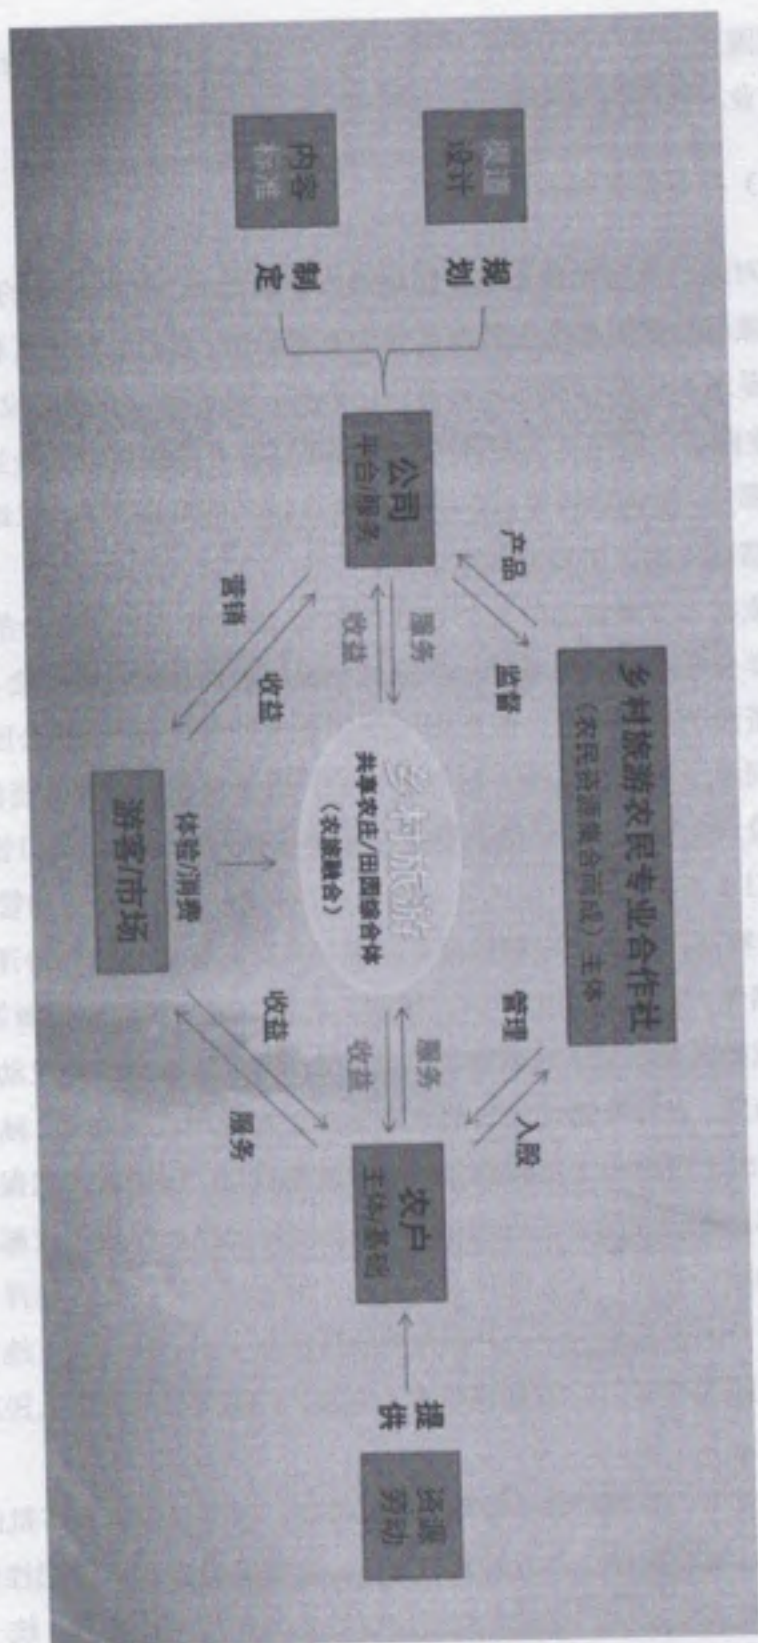 乡村旅游农民专业合作社
（农民资源集合而成）主体
产品
监督
管理
入股
设计
规划
内容
标准
制定
公司
平台/服务
服务
收益
乡村旅游
共享农庄/田园综合体
（农旅融合）
服务
收益
农户
主体/基础
提供
资源
劳动
营销
收益
体验/消费
收益
服务
游客/市场